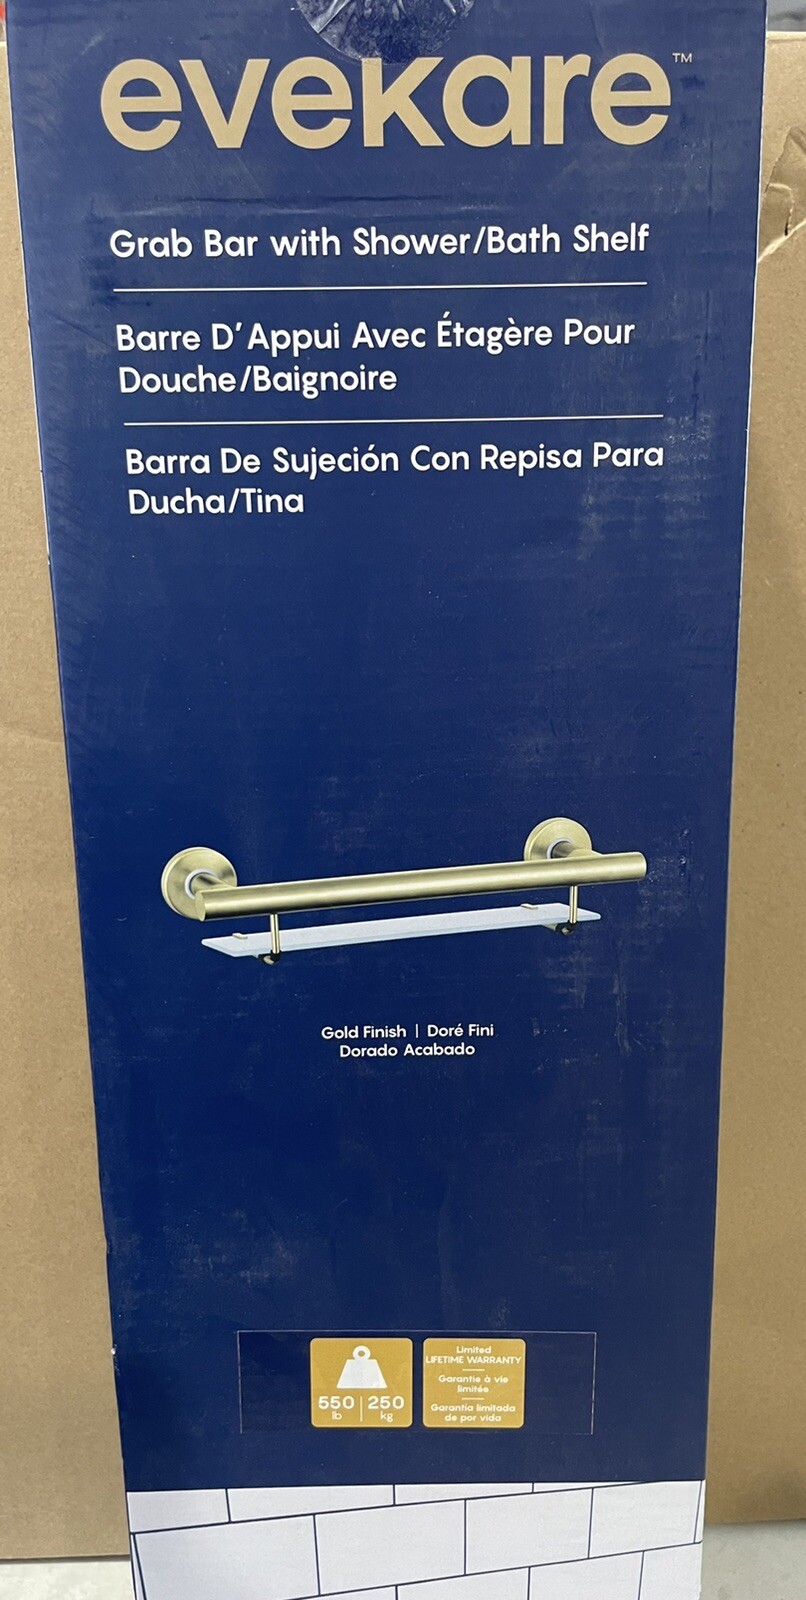 evekare™
Grab Bar with Shower/Bath Shelf
Barre D'Appui Avec Étagère Pour
Douche/Baignoire
Barra De Sujeción Con Repisa Para
Ducha/Tina
Gold Finish | Doré Fini
Dorado Acabado
550 lb | 250 kg
Limited
LIFETIME WARRANTY
Garantie à vie
limitée
Garantía limitada
de por vida